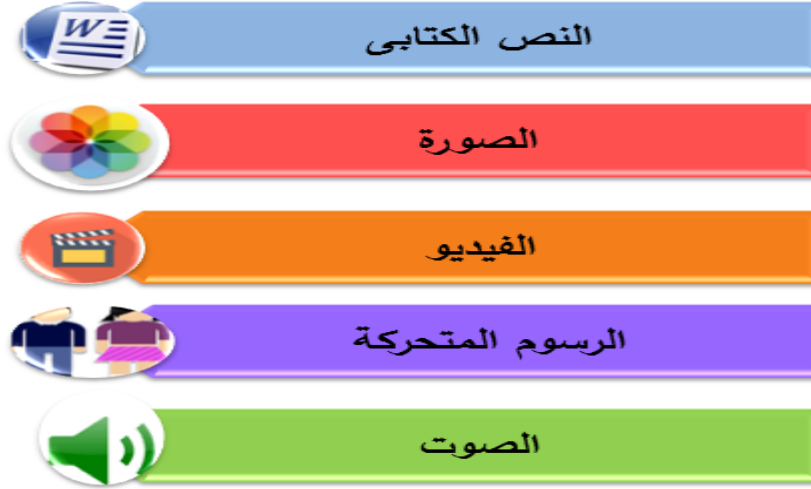 النص الكتابى
الصورة
الفيديو
الرسوم المتحركة
الصوت